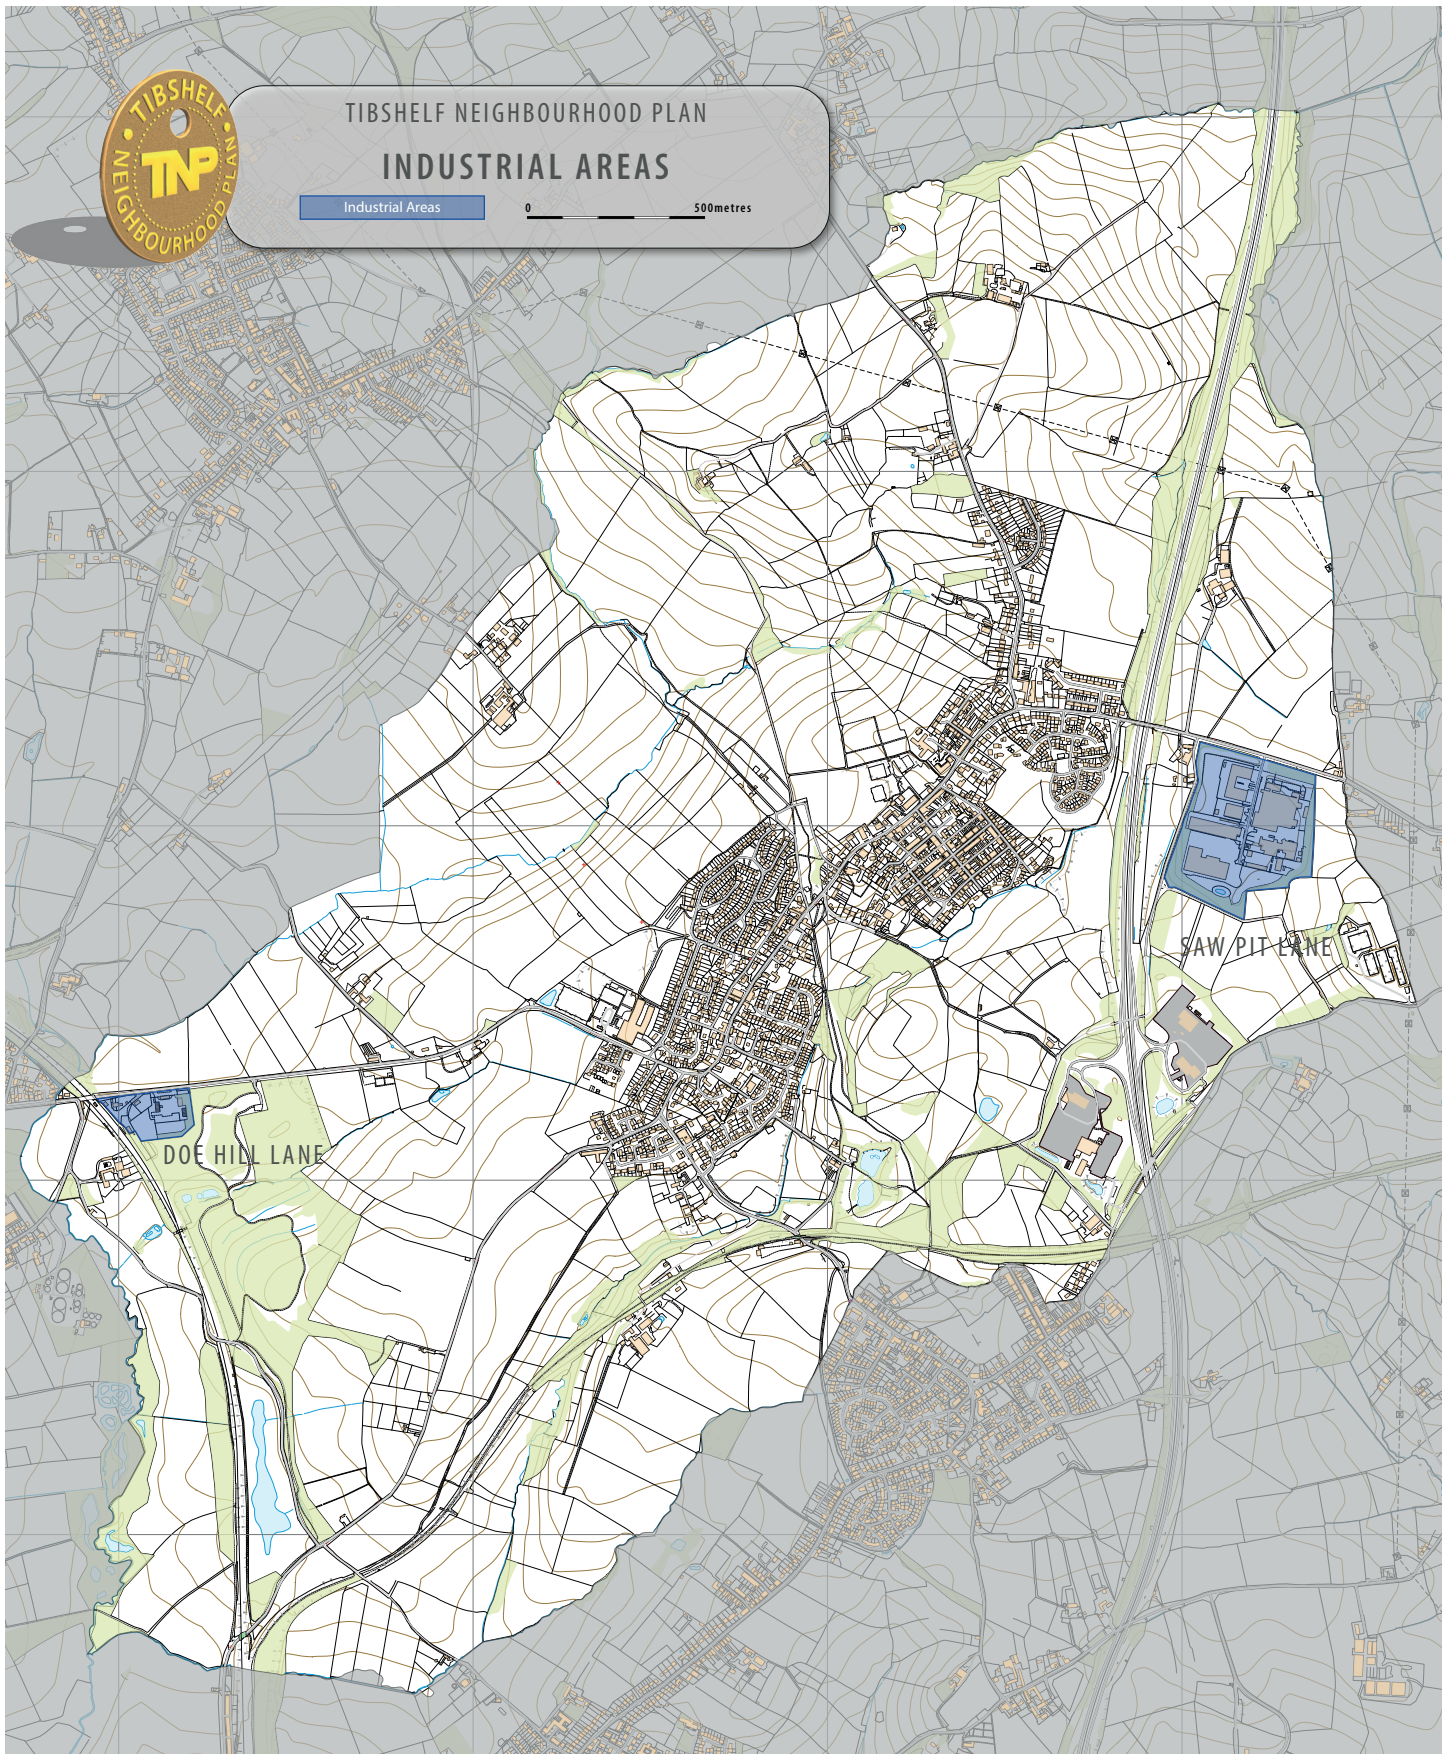 • TIBSHELF •
NEIGHBOURHOOD PLAN
TNP
TIBSHELF NEIGHBOURHOOD PLAN
INDUSTRIAL AREAS
Industrial Areas
0 500metres
SAW PIT LANE
DOE HILL LANE